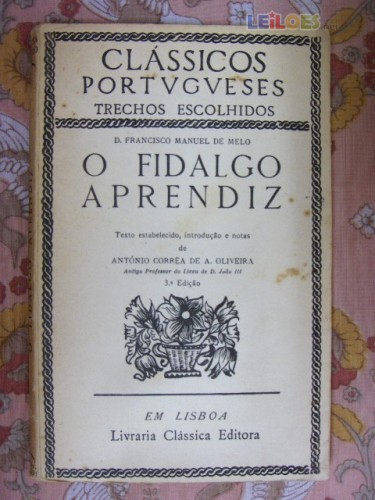 LEiLOES
CLÁSSICOS
PORTVGVESES
TRECHOS ESCOLHIDOS
D. FRANCISCO MANUEL DE MELO
O FIDALGO
APRENDIZ
Texto estabelecido, introdução e notas
de
ANTÓNIO CORRÊA DE A. OLIVEIRA
Antigo Professor do Liceu de D. João III
3.ª Edição
EM LISBOA
Livraria Clássica Editora